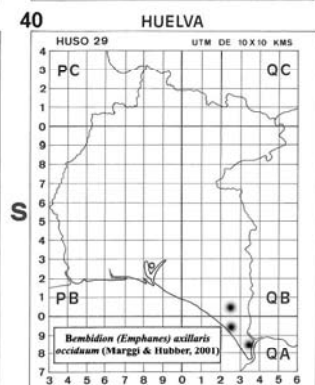 40 HUELVA
HUSO 29 UTM DE 10 X 10 KMS
PC QC
4
3
2
1
0
9
8
7
6
5
4
3
2
1
0
9
8
7
S
PB QB
Bembidion (Emphanes) axillaris
occiduum (Marggi & Hubber, 2001)
QA
3 4 5 6 7 8 9 0 1 2 3 4 5 6